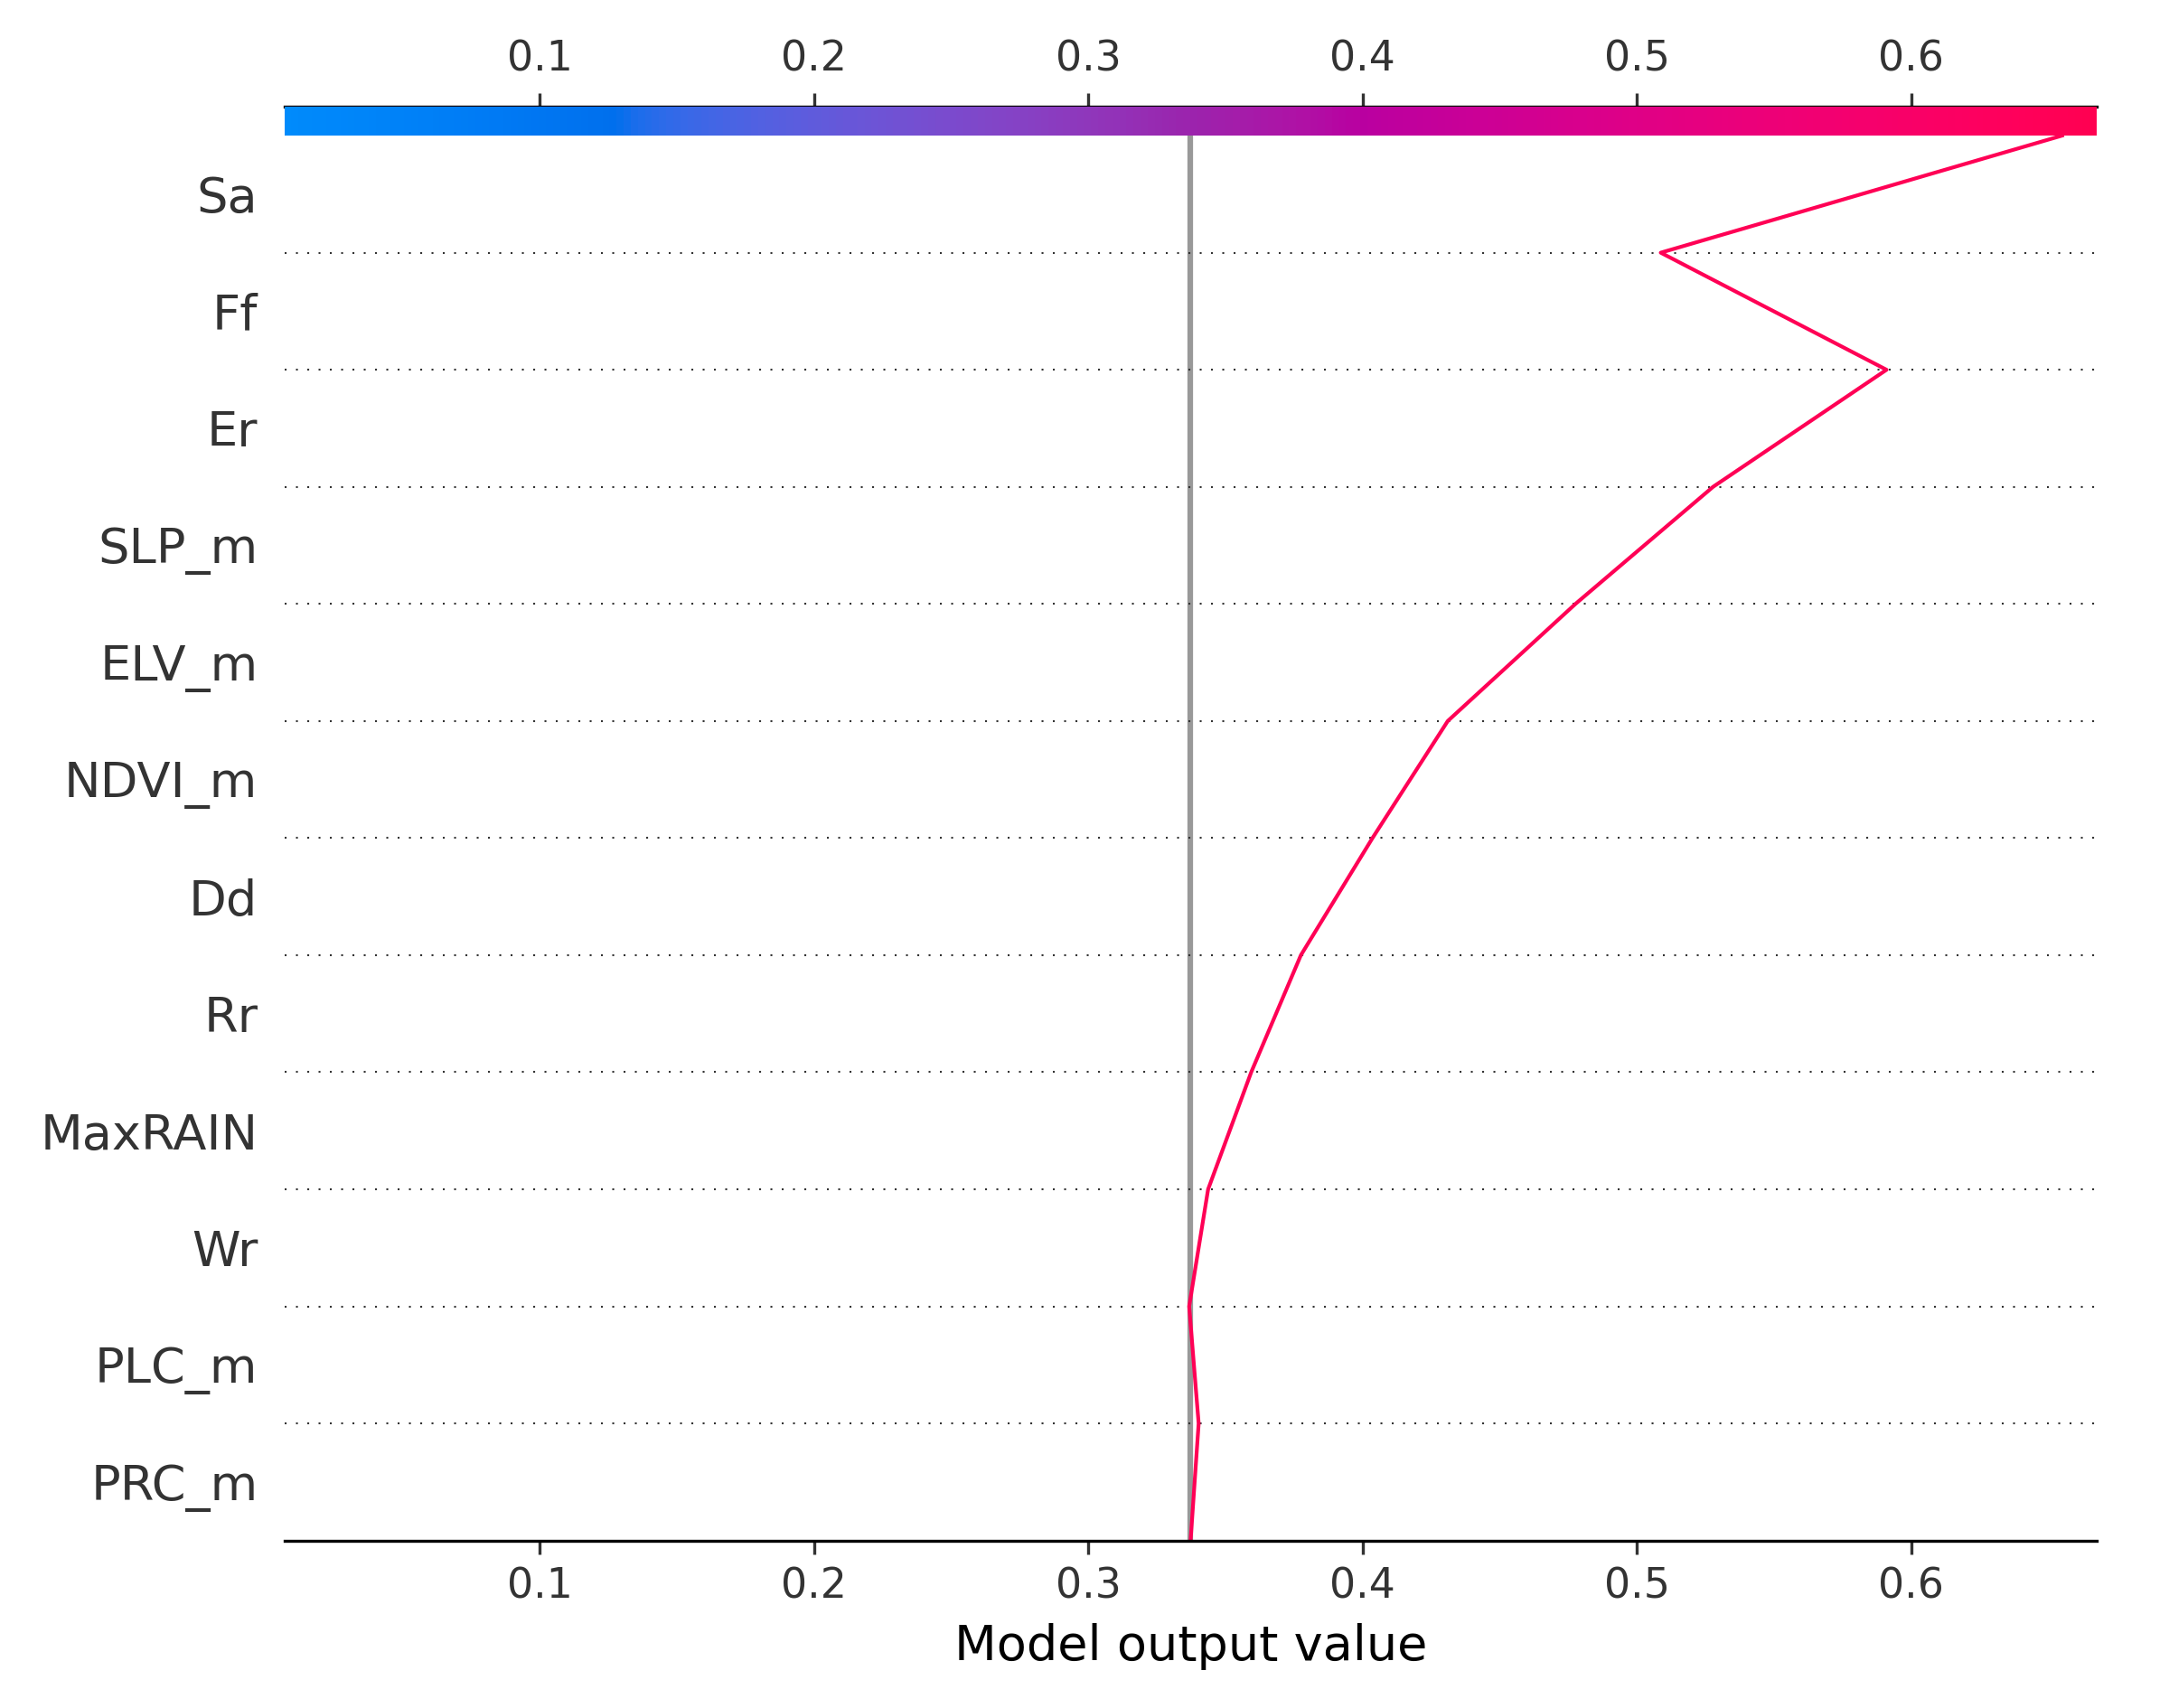 0.1 0.2 0.3 0.4 0.5 0.6
Sa
Ff
Er
SLP_m
ELV_m
NDVI_m
Dd
Rr
MaxRAIN
Wr
PLC_m
PRC_m
0.1 0.2 0.3 0.4 0.5 0.6
Model output value